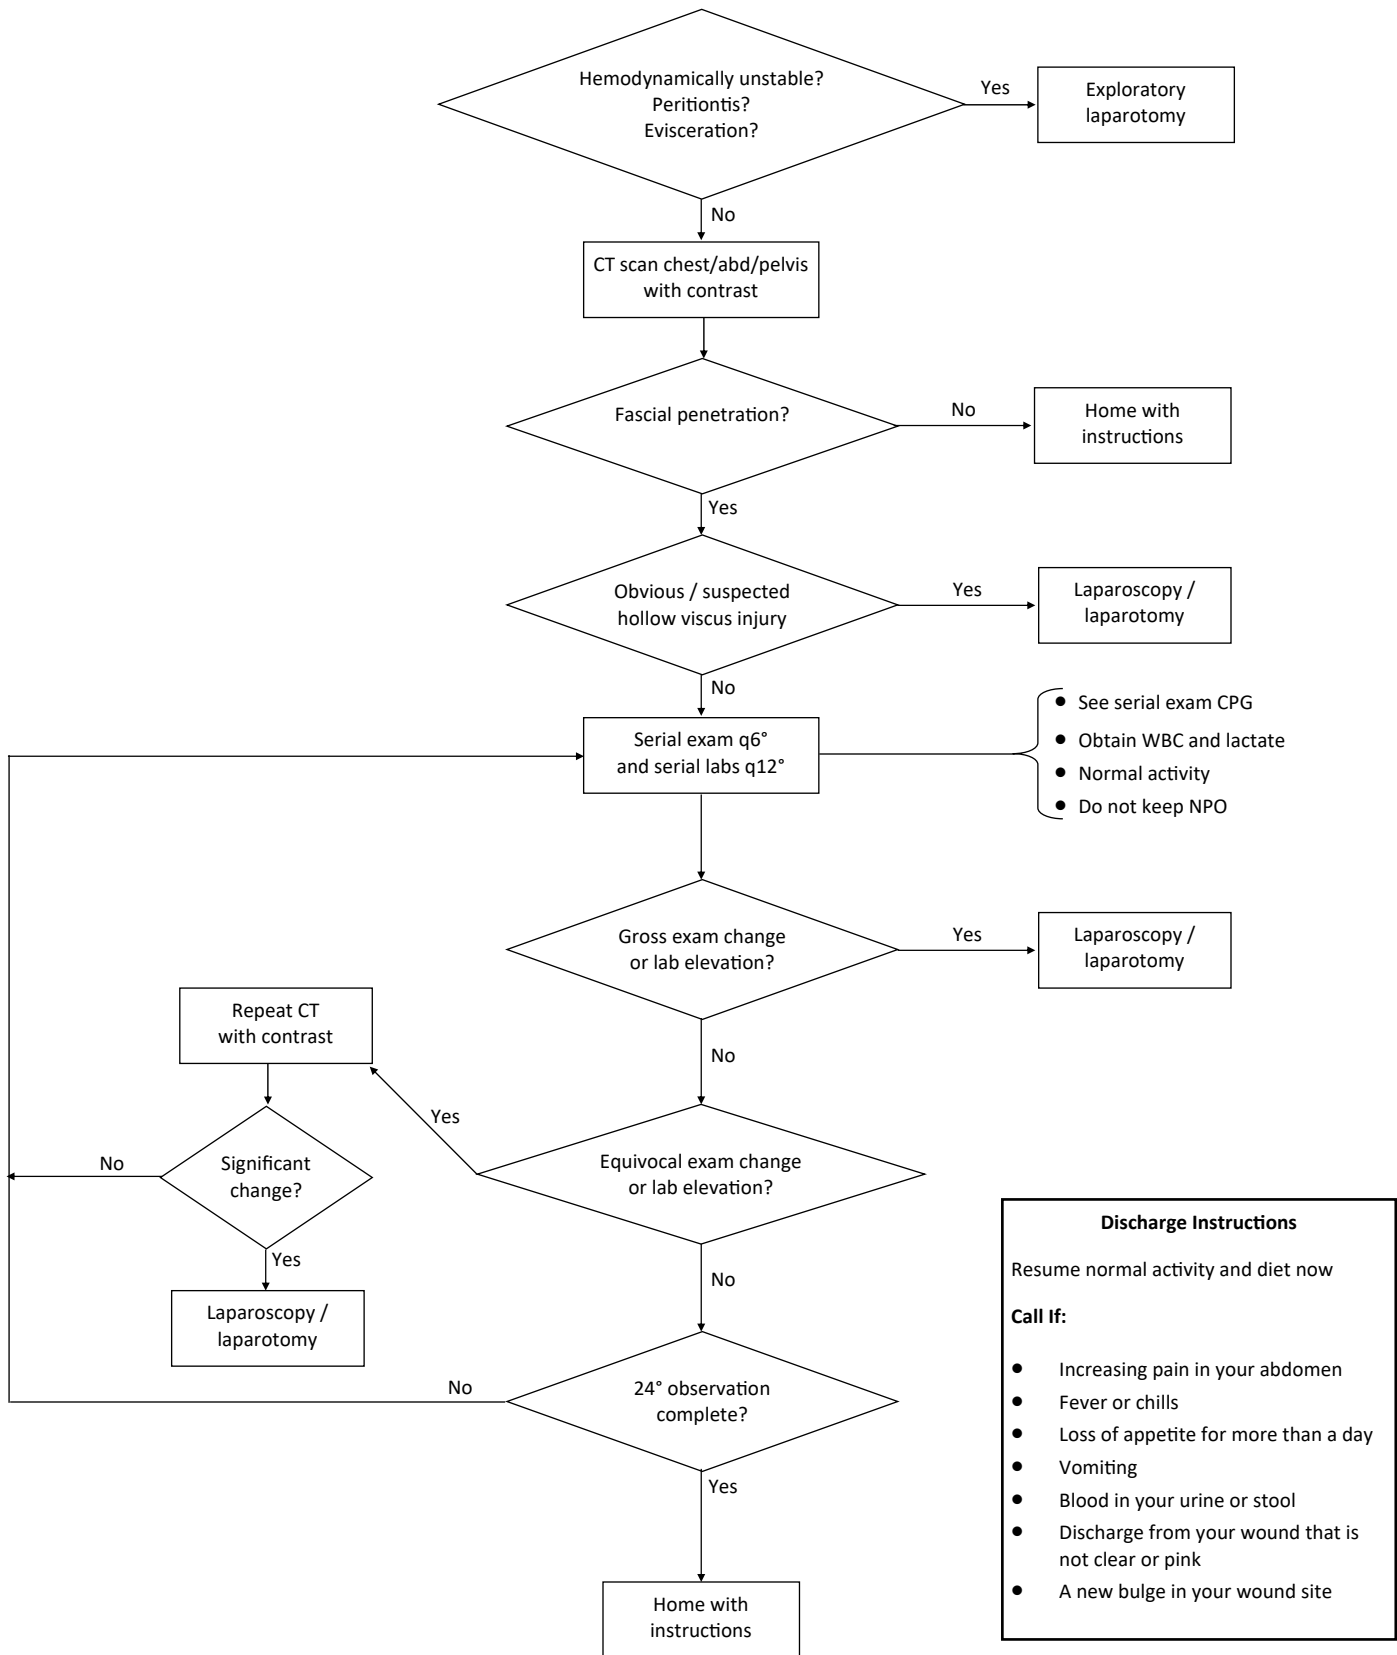 Hemodynamically unstable?
Peritiontis?
Evisceration?
Yes
Exploratory
laparotomy
No
CT scan chest/abd/pelvis
with contrast
Fascial penetration?
No
Home with
instructions
Yes
Obvious / suspected
hollow viscus injury
Yes
Laparoscopy /
laparotomy
No
Serial exam q6°
and serial labs q12°
● See serial exam CPG
● Obtain WBC and lactate
● Normal activity
● Do not keep NPO
Gross exam change
or lab elevation?
Yes
Laparoscopy /
laparotomy
No
Equivocal exam change
or lab elevation?
Yes
Repeat CT
with contrast
Significant
change?
No
Yes
Laparoscopy /
laparotomy
No
24° observation
complete?
No
Yes
Home with
instructions
Discharge Instructions
Resume normal activity and diet now
Call If:
● Increasing pain in your abdomen
● Fever or chills
● Loss of appetite for more than a day
● Vomiting
● Blood in your urine or stool
● Discharge from your wound that is
not clear or pink
● A new bulge in your wound site